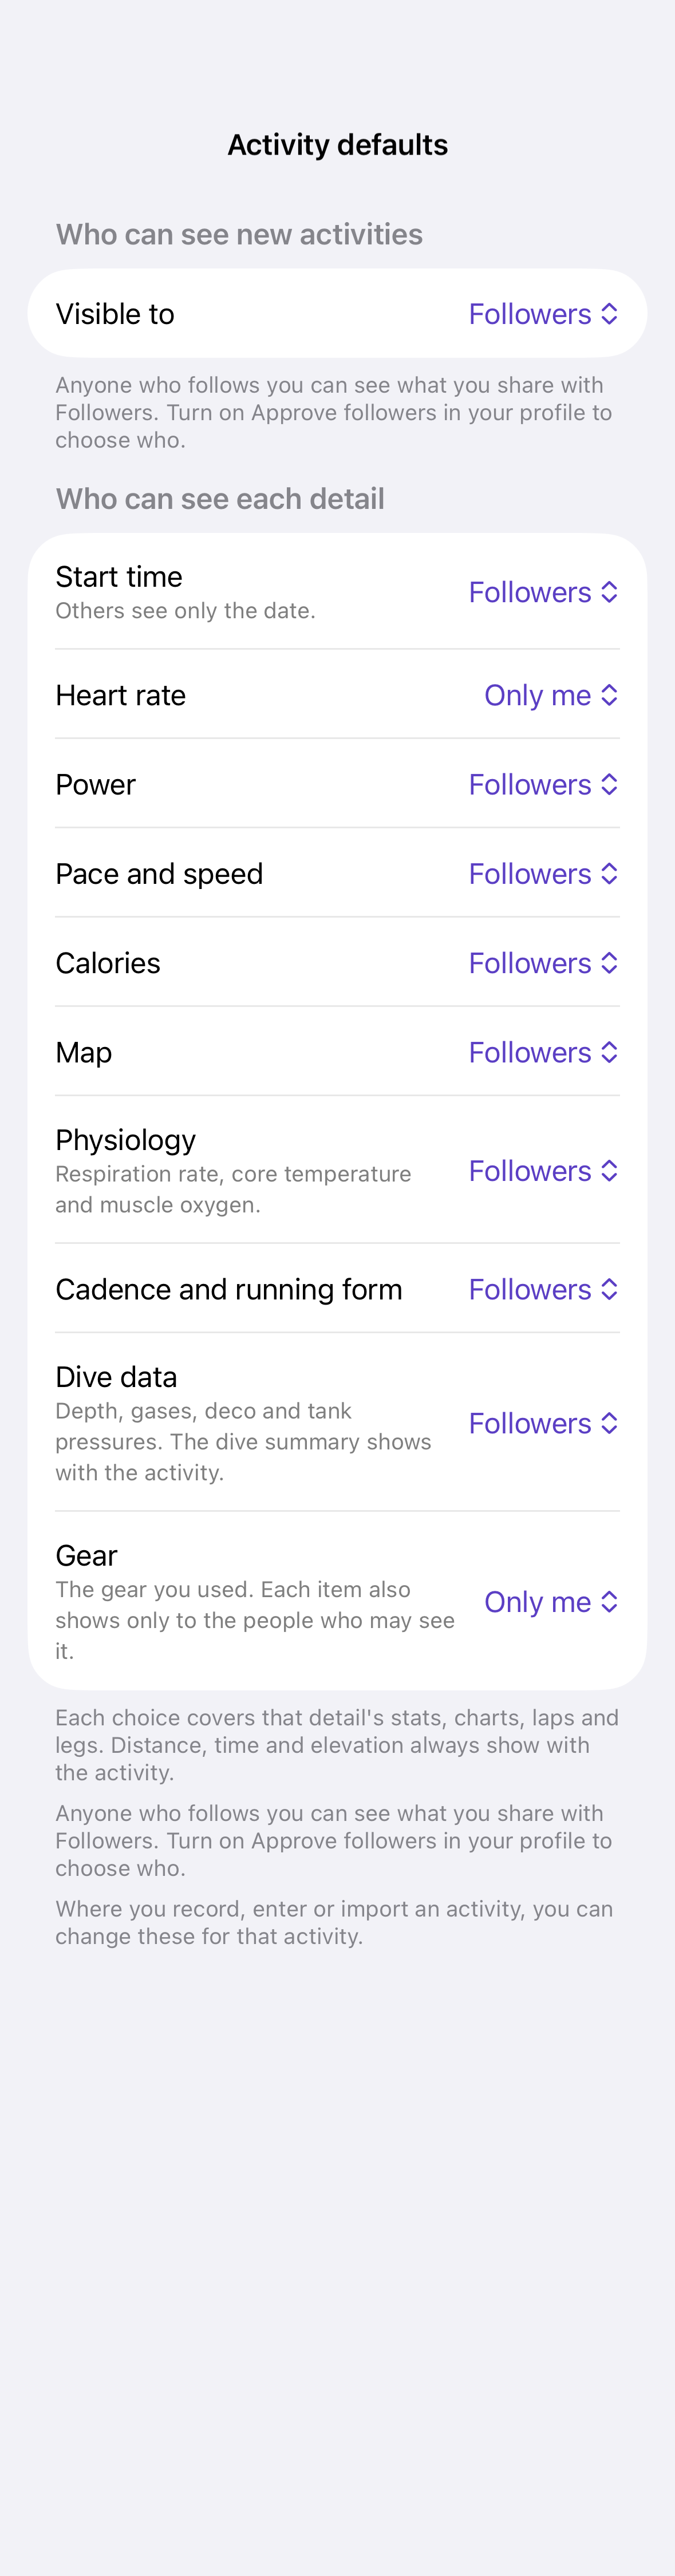 Activity defaults
Who can see new activities
Visible to
Followers
Anyone who follows you can see what you share with
Followers. Turn on Approve followers in your profile to
choose who.
Who can see each detail
Start time
Others see only the date.
Followers
Heart rate
Only me
Power
Followers
Pace and speed
Followers
Calories
Followers
Map
Followers
Physiology
Respiration rate, core temperature
and muscle oxygen.
Followers
Cadence and running form
Followers
Dive data
Depth, gases, deco and tank
pressures. The dive summary shows
with the activity.
Followers
Gear
The gear you used. Each item also
shows only to the people who may see
it.
Only me
Each choice covers that detail's stats, charts, laps and
legs. Distance, time and elevation always show with
the activity.
Anyone who follows you can see what you share with
Followers. Turn on Approve followers in your profile to
choose who.
Where you record, enter or import an activity, you can
change these for that activity.